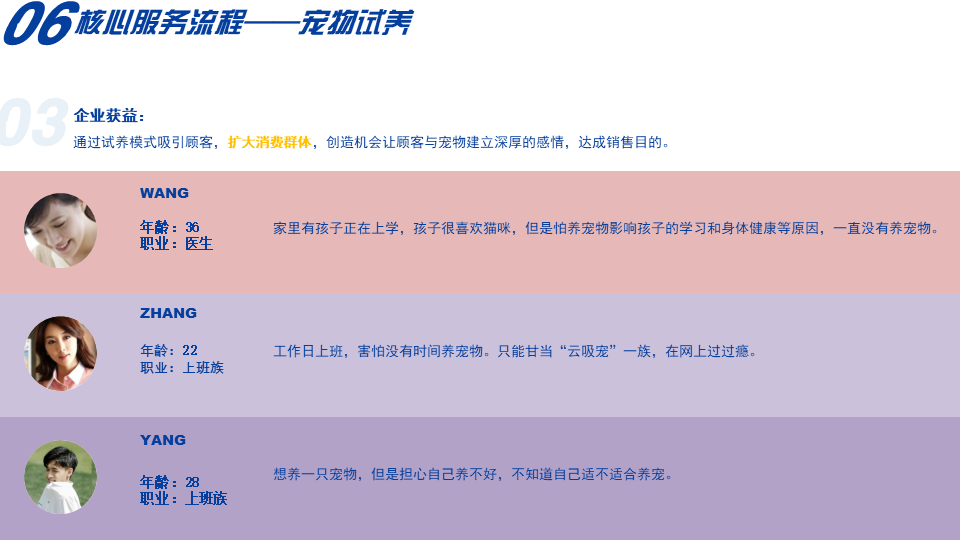 06核心服务流程——宠物试养
03
企业获益：
通过试养模式吸引顾客，扩大消费群体，创造机会让顾客与宠物建立深厚的感情，达成销售目的。
WANG
年龄：36
职业：医生
家里有孩子正在上学，孩子很喜欢猫咪，但是怕养宠物影响孩子的学习和身体健康等原因，一直没有养宠物。
ZHANG
年龄：22
职业：上班族
工作日上班，害怕没有时间养宠物。只能甘当“云吸宠”一族，在网上过过瘾。
YANG
年龄：28
职业：上班族
想养一只宠物，但是担心自己养不好，不知道自己适不适合养宠。